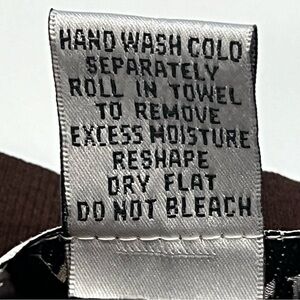 HAND WASH COLD
SEPARATELY
ROLL IN TOWEL
TO REMOVE
EXCESS MOISTURE
RESHAPE
DRY FLAT
DO NOT BLEACH